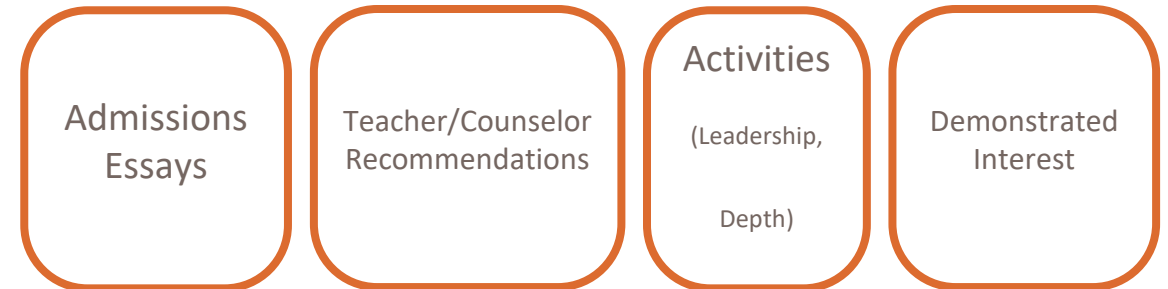 Admissions
Essays
Teacher/Counselor
Recommendations
Activities
(Leadership,
Depth)
Demonstrated
Interest